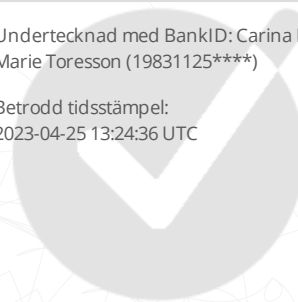 Undertecknad med BankID: Carina
Marie Toresson (19831125****)
Betrodd tidsstämpel:
2023-04-25 13:24:36 UTC